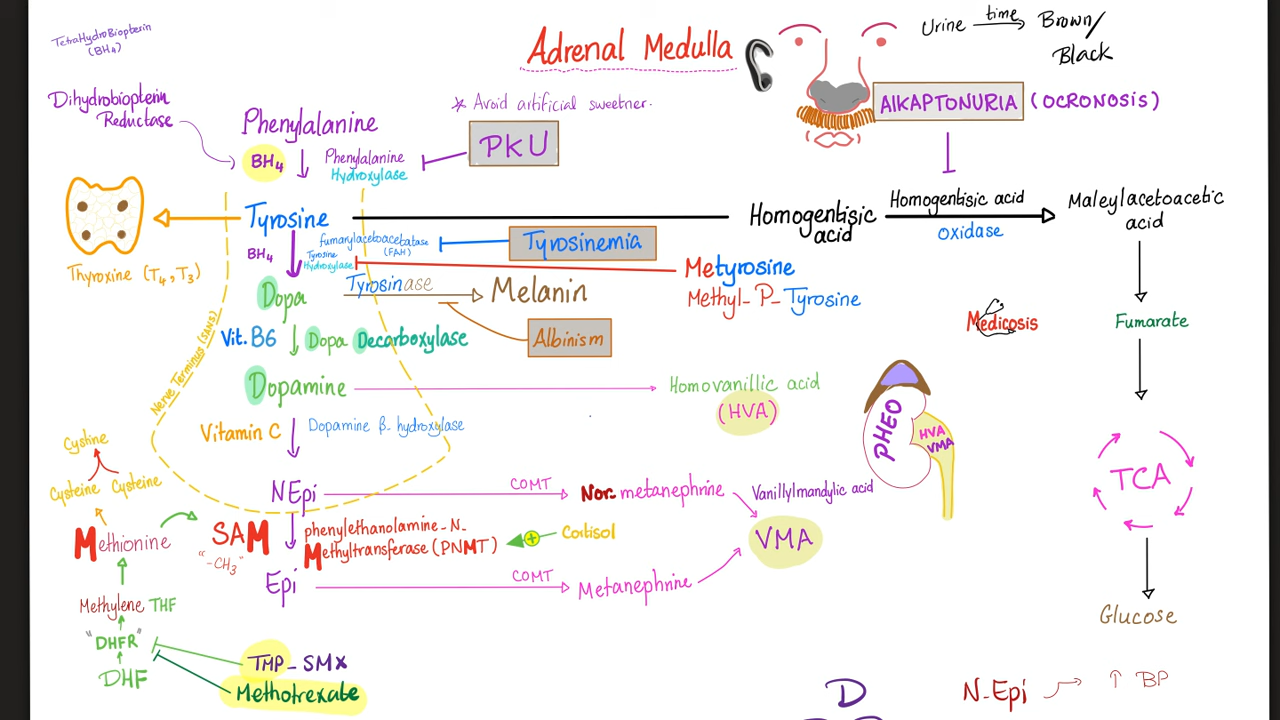 TetraHydroBiopterin
(BH4)
Adrenal Medulla
Urine time Brown/
Black
Dihydrobiopterin
Reductase
* Avoid artificial sweetner.
AlKAPTONURIA (OCRONOSIS)
Phenylalanine
PKU
BH4
Phenylalanine
Hydroxylase
Tyrosine
Homogentisic
acid
Homogentisic acid
oxidase
Maleylacetoacetic
acid
Thyroxine (T4, T3)
BH4
fumarylacetoacetatase
(FAH)
Tyrosine
Hydroxylase
Tyrosinemia
Metyrosine
Methyl-P-Tyrosine
Dopa
Tyrosinase
Melanin
Albinism
Medicosis
Fumarate
Nerve Terminus (SANS)
Vit. B6
Dopa Decarboxylase
Dopamine
Homovanillic acid
(HVA)
PHEO
HVA
VMA
Vitamin C
Dopamine β-hydroxylase
Cystine
Cysteine Cysteine
TCA
NEpi
COMT
Nor-metanephrine
Vanillylmandylic acid
VMA
Methionine
SAM
"-CH3"
phenylethanolamine-N-
Methyltransferase (PNMT)
+
Cortisol
Epi
COMT
Metanephrine
Methylene THF
"DHFR"
DHF
TMP-SMX
Methotrexate
Glucose
D
N-Epi ↑ BP